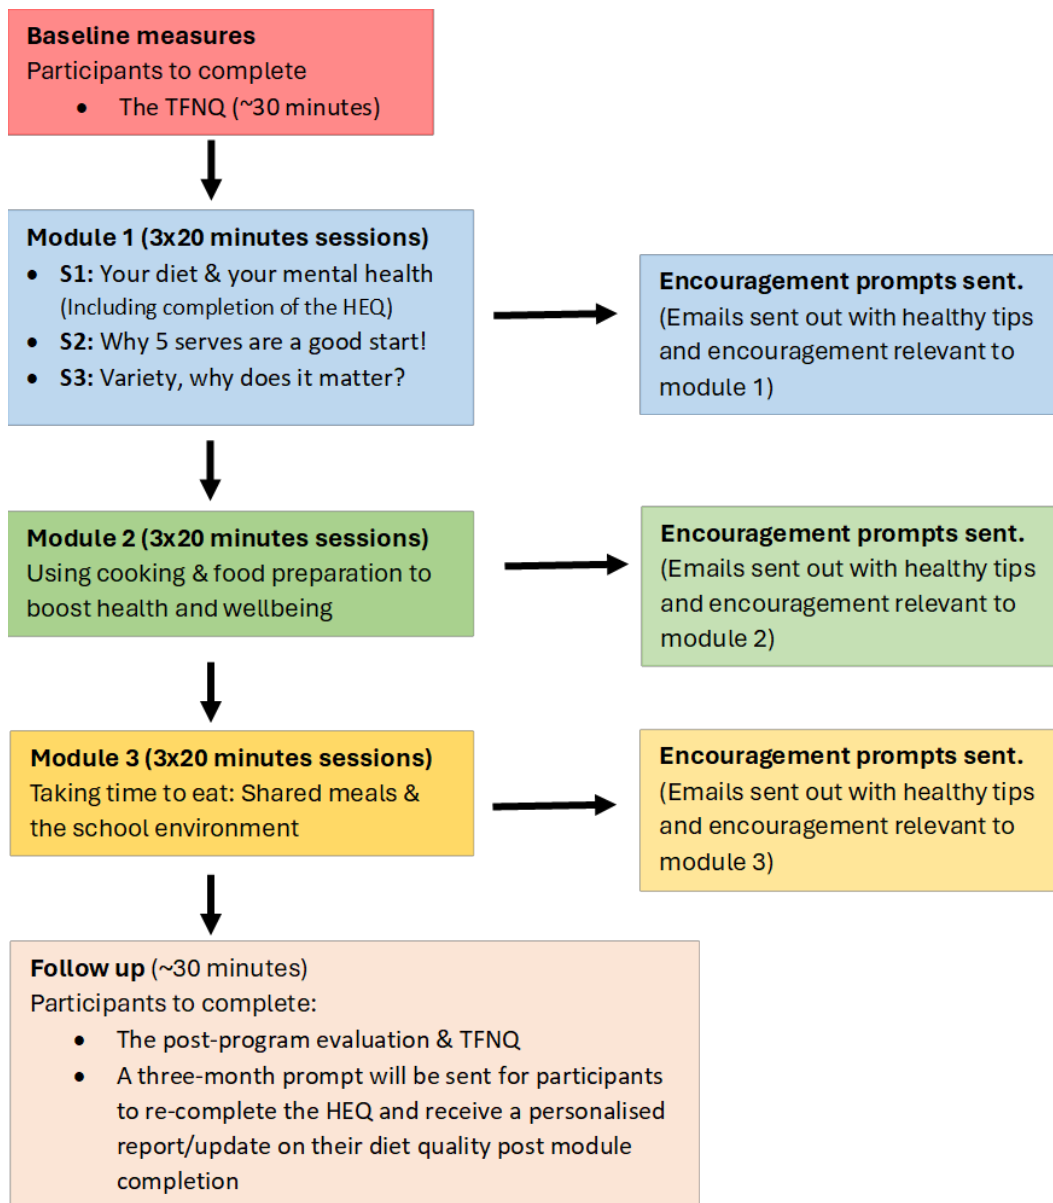 Baseline measures
Participants to complete
• The TFNQ (~30 minutes)
Module 1 (3x20 minutes sessions)
• S1: Your diet & your mental health
(Including completion of the HEQ)
• S2: Why 5 serves are a good start!
• S3: Variety, why does it matter?
Encouragement prompts sent.
(Emails sent out with healthy tips
and encouragement relevant to
module 1)
Module 2 (3x20 minutes sessions)
Using cooking & food preparation to
boost health and wellbeing
Encouragement prompts sent.
(Emails sent out with healthy tips
and encouragement relevant to
module 2)
Module 3 (3x20 minutes sessions)
Taking time to eat: Shared meals &
the school environment
Encouragement prompts sent.
(Emails sent out with healthy tips
and encouragement relevant to
module 3)
Follow up (~30 minutes)
Participants to complete:
• The post-program evaluation & TFNQ
• A three-month prompt will be sent for participants
to re-complete the HEQ and receive a personalised
report/update on their diet quality post module
completion